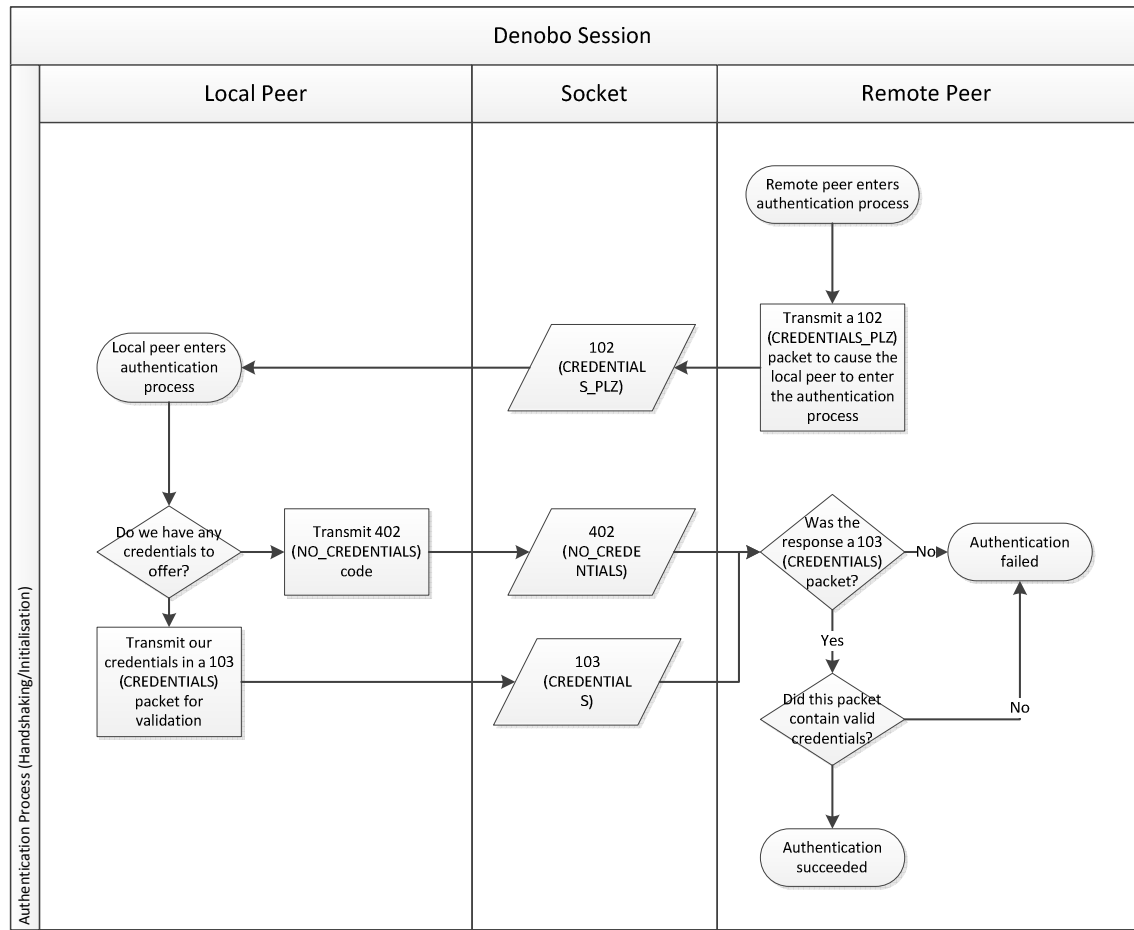 Denobo Session
Local Peer
Socket
Remote Peer
Authentication Process (Handshaking/Initialisation)
Remote peer enters
authentication process
Transmit a 102
(CREDENTIALS_PLZ)
packet to cause the
local peer to enter
the authentication
process
102
(CREDENTIAL
S_PLZ)
Local peer enters
authentication
process
Do we have any
credentials to
offer?
Transmit 402
(NO_CREDENTIALS)
code
402
(NO_CREDE
NTIALS)
Was the
response a 103
(CREDENTIALS)
packet?
No
Authentication
failed
Transmit our
credentials in a 103
(CREDENTIALS)
packet for
validation
103
(CREDENTIAL
S)
Yes
Did this packet
contain valid
credentials?
No
Authentication
succeeded